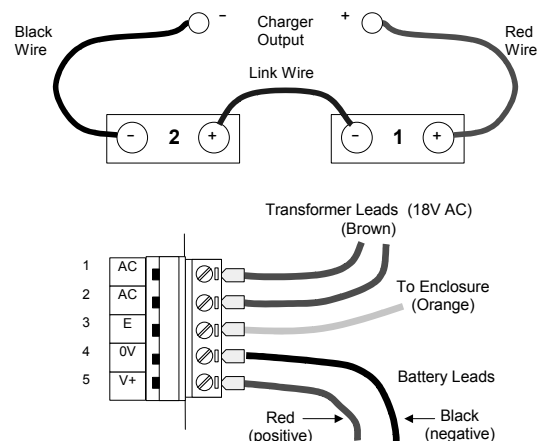 Black
Wire
-
Charger
Output
+
Red
Wire
Link Wire
- 2 +
- 1 +
Transformer Leads (18V AC)
(Brown)
1 AC
2 AC
3 E
4 0V
5 V+
To Enclosure
(Orange)
Battery Leads
Red
(positive)
Black
(negative)